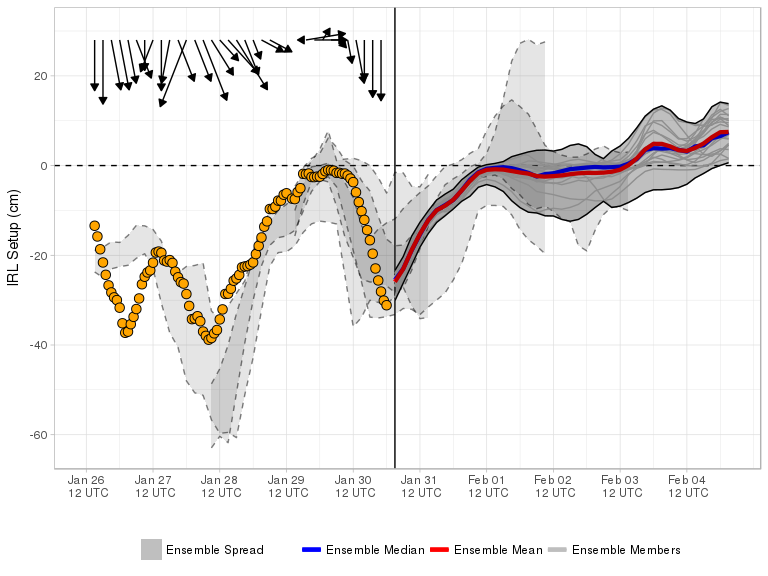 IRL Setup (cm)
20
0
-20
-40
-60
Jan 26 Jan 27 Jan 28 Jan 29 Jan 30 Jan 31 Feb 01 Feb 02 Feb 03 Feb 04
12 UTC 12 UTC 12 UTC 12 UTC 12 UTC 12 UTC 12 UTC 12 UTC 12 UTC 12 UTC
Ensemble Spread Ensemble Median Ensemble Mean Ensemble Members